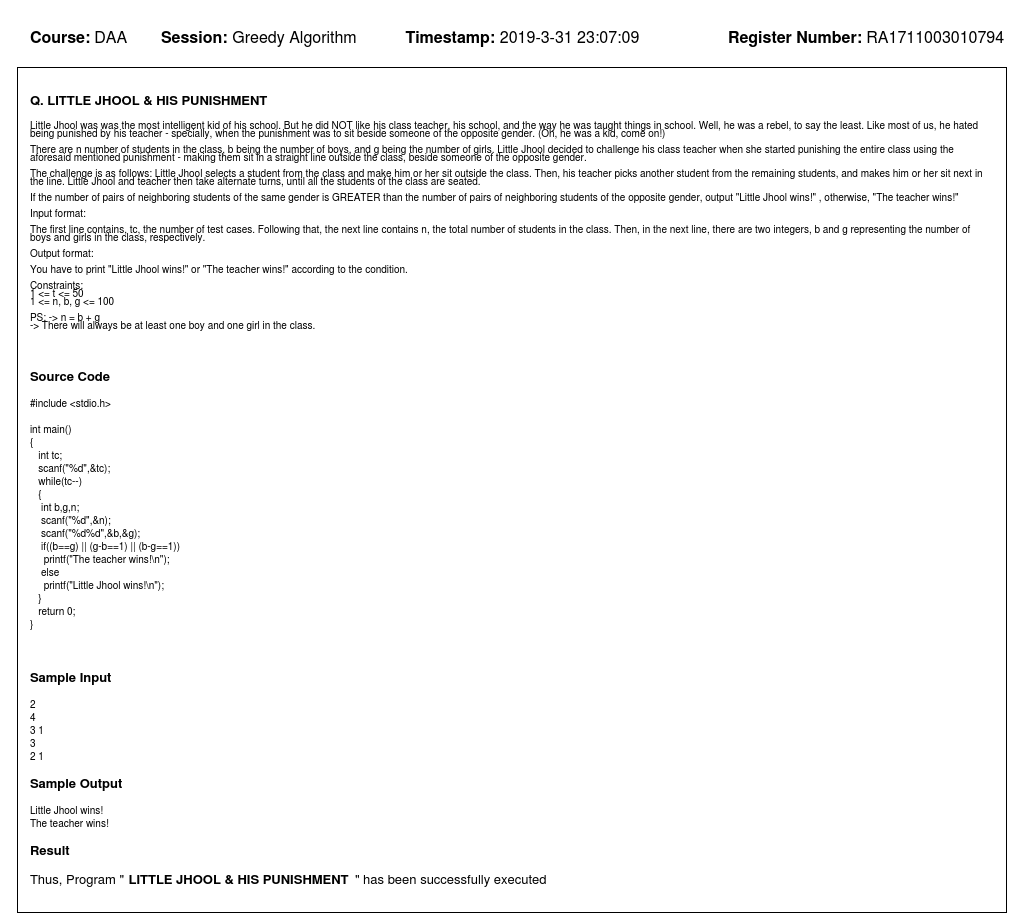 Course: DAA Session: Greedy Algorithm Timestamp: 2019-3-31 23:07:09 Register Number: RA1711003010794
Q. LITTLE JHOOL & HIS PUNISHMENT
Little Jhool was was the most intelligent kid of his school. But he did NOT like his class teacher, his school, and the way he was taught things in school. Well, he was a rebel, to say the least. Like most of us, he hated
being punished by his teacher - specially, when the punishment was to sit beside someone of the opposite gender. (Oh, he was a kid, come on!)
There are n number of students in the class, b being the number of boys, and g being the number of girls. Little Jhool decided to challenge his class teacher when she started punishing the entire class using the
aforesaid mentioned punishment - making them sit in a straight line outside the class, beside someone of the opposite gender.
The challenge is as follows: Little Jhool selects a student from the class and make him or her sit outside the class. Then, his teacher picks another student from the remaining students, and makes him or her sit next in
the line. Little Jhool and teacher then take alternate turns, until all the students of the class are seated.
If the number of pairs of neighboring students of the same gender is GREATER than the number of pairs of neighboring students of the opposite gender, output "Little Jhool wins!" , otherwise, "The teacher wins!"
Input format:
The first line contains, tc, the number of test cases. Following that, the next line contains n, the total number of students in the class. Then, in the next line, there are two integers, b and g representing the number of
boys and girls in the class, respectively.
Output format:
You have to print "Little Jhool wins!" or "The teacher wins!" according to the condition.
Constraints:
1 <= t <= 50
1 <= n, b, g <= 100
PS: -> n = b + g
-> There will always be at least one boy and one girl in the class.
Source Code
#include <stdio.h>
int main()
{
int tc;
scanf("%d",&tc);
while(tc--)
{
int b,g,n;
scanf("%d",&n);
scanf("%d%d",&b,&g);
if((b==g) || (g-b==1) || (b-g==1))
printf("The teacher wins!\n");
else
printf("Little Jhool wins!\n");
}
return 0;
}
Sample Input
2
4
3 1
3
2 1
Sample Output
Little Jhool wins!
The teacher wins!
Result
Thus, Program " LITTLE JHOOL & HIS PUNISHMENT " has been successfully executed